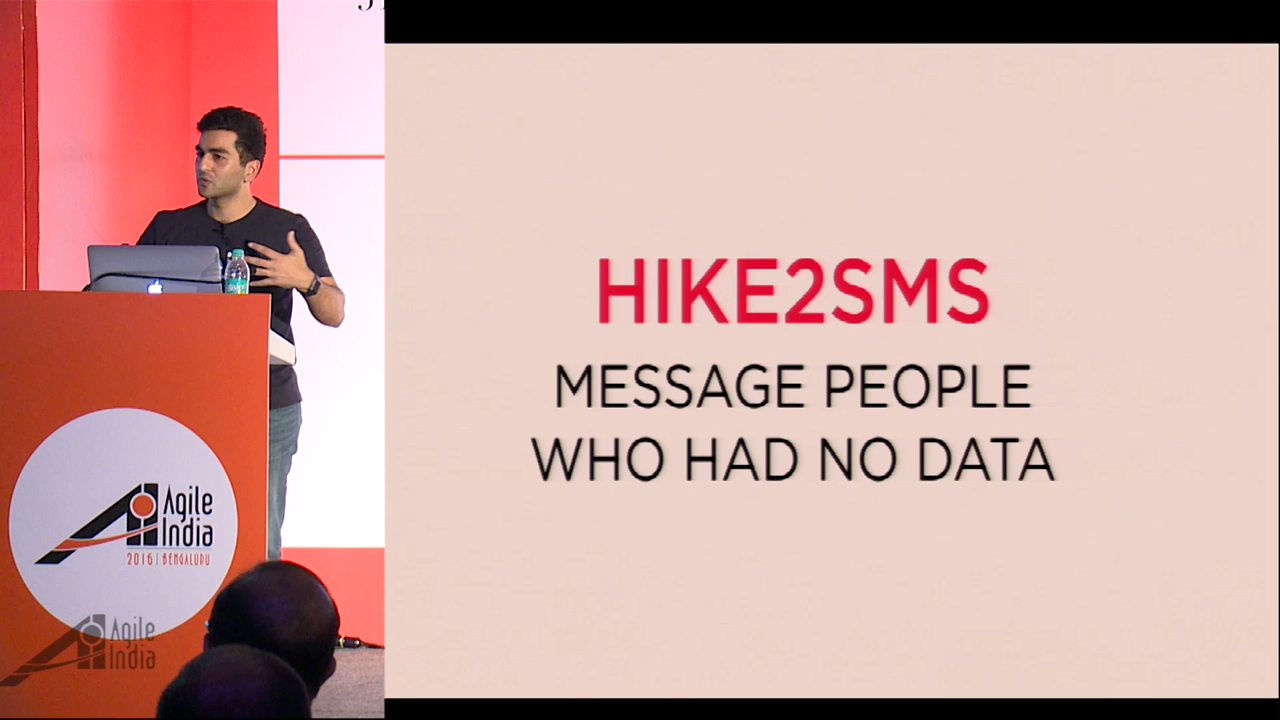 HIKE2SMS
MESSAGE PEOPLE
WHO HAD NO DATA
Agile
India
2016 | BENGALURU
Agile
India